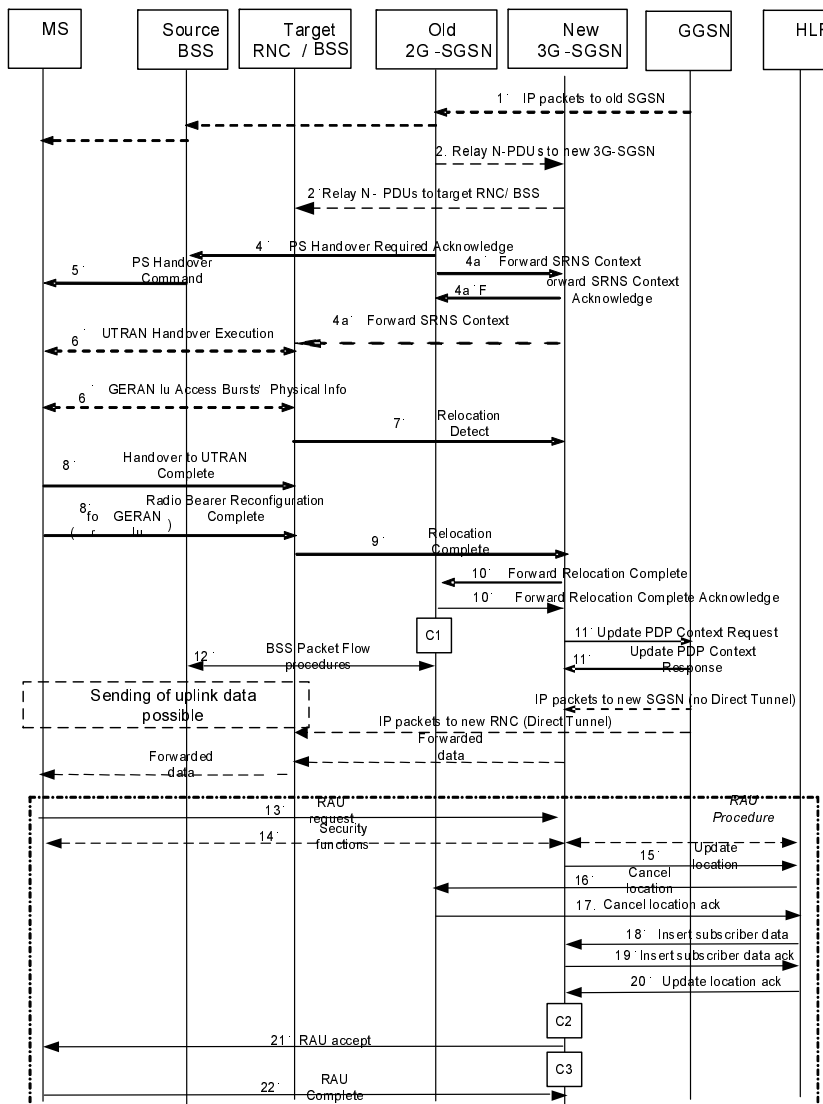 MS
Source
BSS
Target
RNC / BSS
Old
2G -SGSN
New
3G -SGSN
GGSN
HLR
1. IP packets to old SGSN
2. Relay N-PDUs to new 3G-SGSN
2. Relay N- PDUs to target RNC/ BSS
4. PS Handover Required Acknowledge
5. PS Handover
Command
4a. Forward SRNS Context
4a. F orward SRNS Context
Acknowledge
4a. Forward SRNS Context
6. UTRAN Handover Execution
6. GERAN Iu Access Bursts' Physical Info
7. Relocation
Detect
8. Handover to UTRAN
Complete
8. Radio Bearer Reconfiguration
Complete
( fo r GERAN Iu )
9. Relocation
Complete
10. Forward Relocation Complete
10. Forward Relocation Complete Acknowledge
C1
11. Update PDP Context Request
11. Update PDP Context
Response
12. BSS Packet Flow
procedures
Sending of uplink data
possible
IP packets to new SGSN (no Direct Tunnel)
IP packets to new RNC (Direct Tunnel)
Forwarded
data
Forwarded
data
13. RAU
request
RAU
Procedure
14. Security
functions
15. Update
location
16. Cancel
location
17. Cancel location ack
18. Insert subscriber data
19. Insert subscriber data ack
20. Update location ack
C2
21. RAU accept
C3
22. RAU
Complete